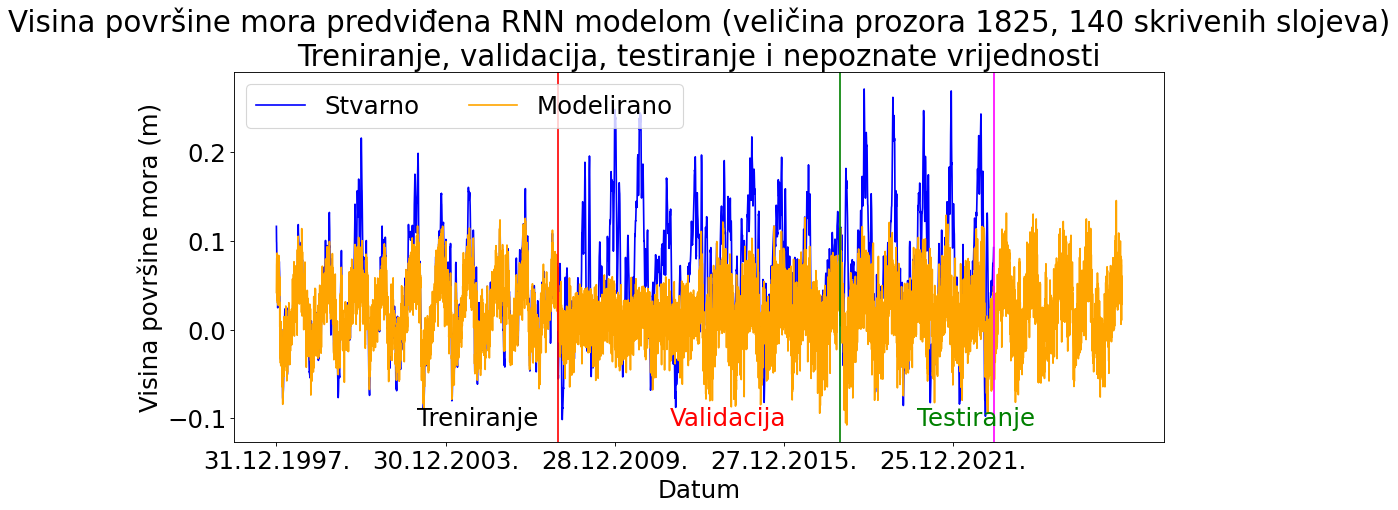 Visina površine mora predviđena RNN modelom (veličina prozora 1825, 140 skrivenih slojeva)
Treniranje, validacija, testiranje i nepoznate vrijednosti
Stvarno
Modelirano
Visina površine mora (m)
0.2
0.1
0.0
−0.1
Treniranje
Validacija
Testiranje
31.12.1997.
30.12.2003.
28.12.2009.
27.12.2015.
25.12.2021.
Datum